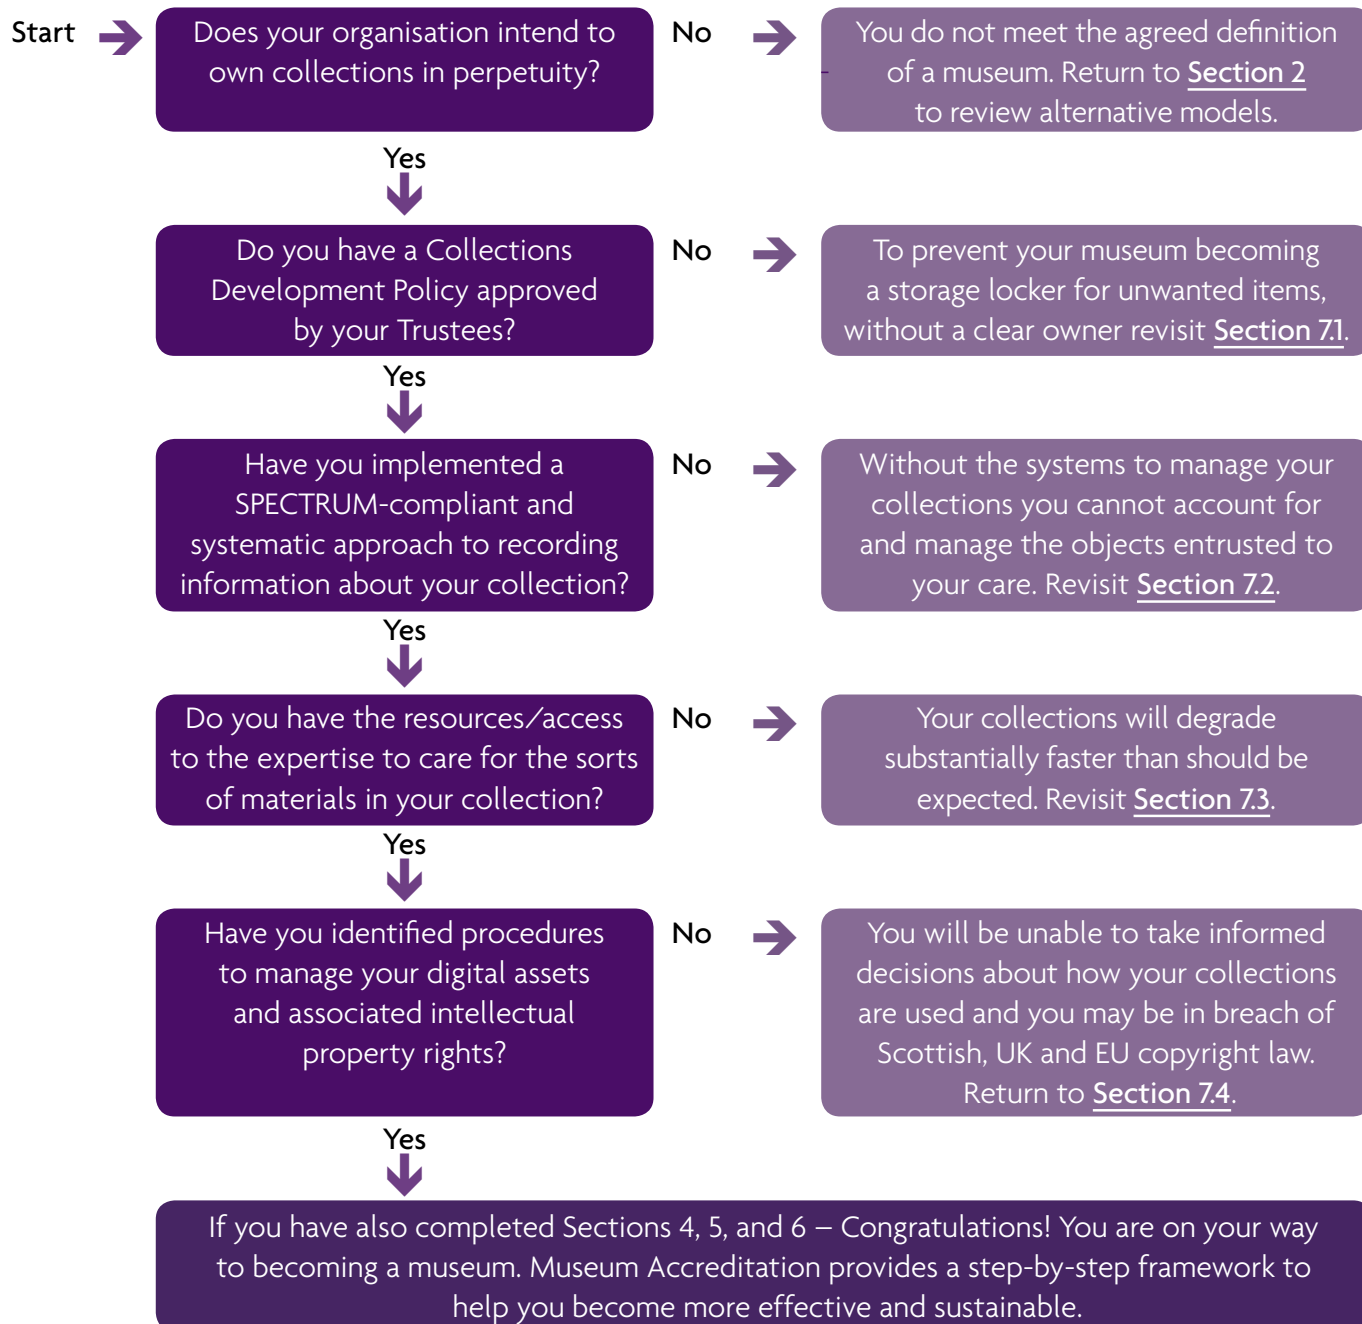 Start
Does your organisation intend to
own collections in perpetuity?
No
You do not meet the agreed definition
of a museum. Return to Section 2
to review alternative models.
Yes
Do you have a Collections
Development Policy approved
by your Trustees?
No
To prevent your museum becoming
a storage locker for unwanted items,
without a clear owner revisit Section 7.1.
Yes
Have you implemented a
SPECTRUM-compliant and
systematic approach to recording
information about your collection?
No
Without the systems to manage your
collections you cannot account for
and manage the objects entrusted to
your care. Revisit Section 7.2.
Yes
Do you have the resources/access
to the expertise to care for the sorts
of materials in your collection?
No
Your collections will degrade
substantially faster than should be
expected. Revisit Section 7.3.
Yes
Have you identified procedures
to manage your digital assets
and associated intellectual
property rights?
No
You will be unable to take informed
decisions about how your collections
are used and you may be in breach of
Scottish, UK and EU copyright law.
Return to Section 7.4.
Yes
If you have also completed Sections 4, 5, and 6 – Congratulations! You are on your way
to becoming a museum. Museum Accreditation provides a step-by-step framework to
help you become more effective and sustainable.